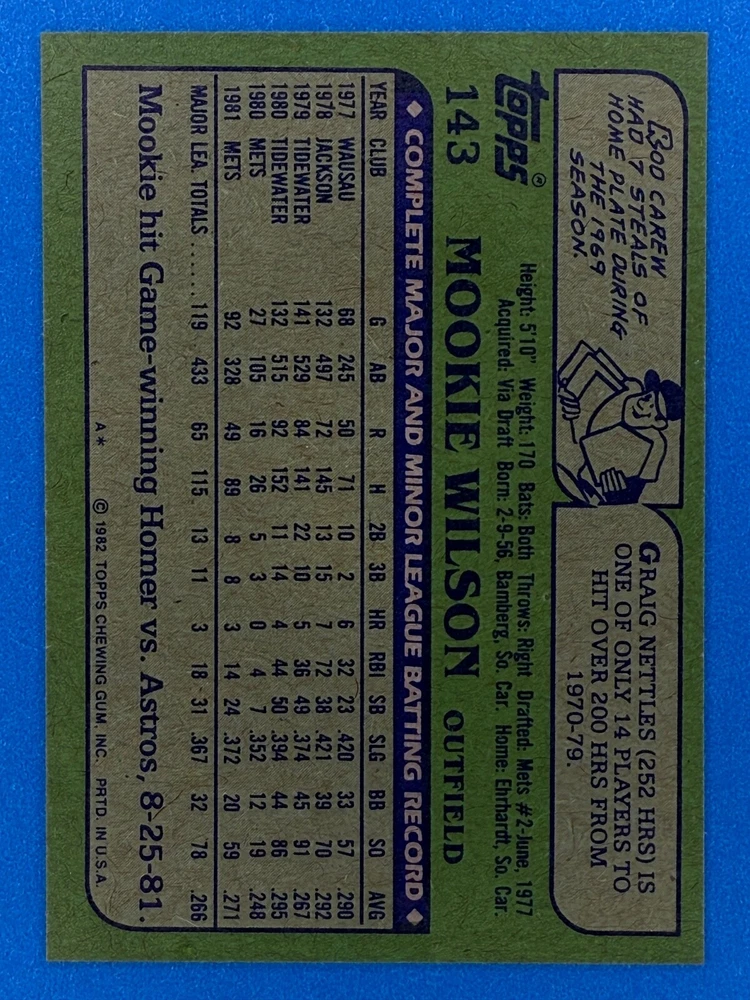 ROD CAREW
HAD 7 STEALS OF
HOME PLATE DURING
THE 1969
SEASON.
GRAIG NETTLES (252 HRS) IS
ONE OF ONLY 14 PLAYERS TO
HIT OVER 200 HRS FROM
1970-79.
topps®
Height: 5'10" Weight: 170 Bats: Both Throws: Right Drafted: Mets #2-June, 1977
Acquired: Via Draft Born: 2-9-56, Bamberg, So. Car. Home: Ehrhardt, So. Car.
143 MOOKIE WILSON OUTFIELD
◆ COMPLETE MAJOR AND MINOR LEAGUE BATTING RECORD ◆
YEAR CLUB G AB R H 2B 3B HR RBI SB SLG BB SO AVG
1977 WAUSAU 68 245 50 71 10 2 6 32 23 .420 33 57 .290
1978 JACKSON 132 497 72 145 13 15 7 72 38 .421 39 70 .292
1979 TIDEWATER 141 529 84 141 22 10 5 36 49 .374 45 91 .267
1980 TIDEWATER 132 515 92 152 11 14 4 44 50 .394 44 86 .295
1980 METS 27 105 16 26 5 3 0 4 7 .352 12 19 .248
1981 METS 92 328 49 89 8 8 3 14 24 .372 20 59 .271
MAJOR LEA. TOTALS ...... 119 433 65 115 13 11 3 18 31 .367 32 78 .266
Mookie hit Game-winning Homer vs. Astros, 8-25-81.
A* © 1982 TOPPS CHEWING GUM, INC. PRTD. IN U.S.A.